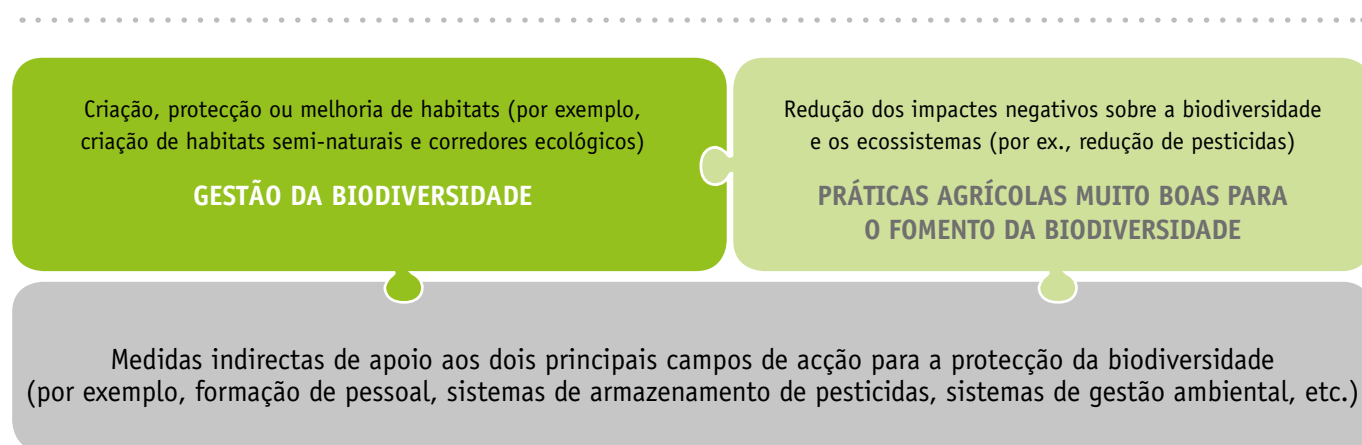 Criação, protecção ou melhoria de habitats (por exemplo,
criação de habitats semi-naturais e corredores ecológicos)
GESTÃO DA BIODIVERSIDADE
Redução dos impactes negativos sobre a biodiversidade
e os ecossistemas (por ex., redução de pesticidas)
PRÁTICAS AGRÍCOLAS MUITO BOAS PARA
O FOMENTO DA BIODIVERSIDADE
Medidas indirectas de apoio aos dois principais campos de acção para a protecção da biodiversidade
(por exemplo, formação de pessoal, sistemas de armazenamento de pesticidas, sistemas de gestão ambiental, etc.)